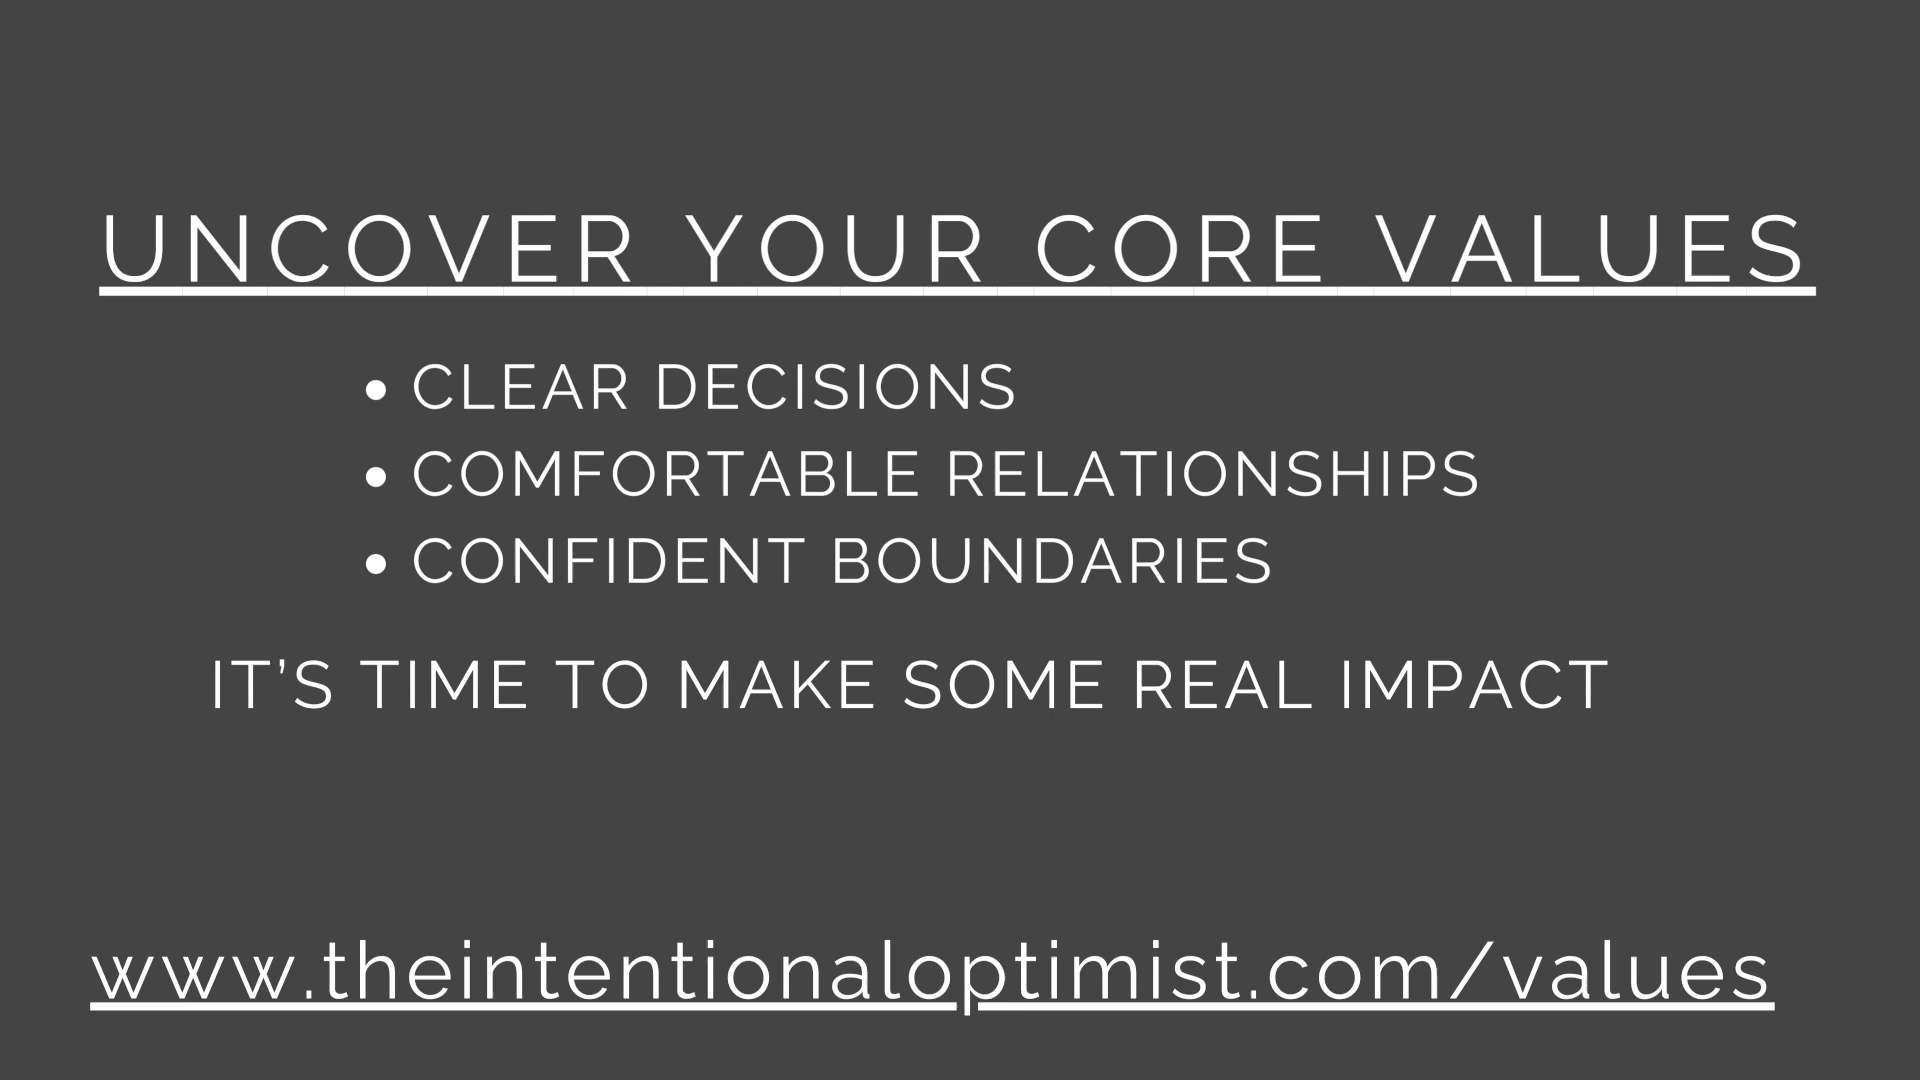 UNCOVER YOUR CORE VALUES
• CLEAR DECISIONS
• COMFORTABLE RELATIONSHIPS
• CONFIDENT BOUNDARIES
IT’S TIME TO MAKE SOME REAL IMPACT
www.theintentionaloptimist.com/values